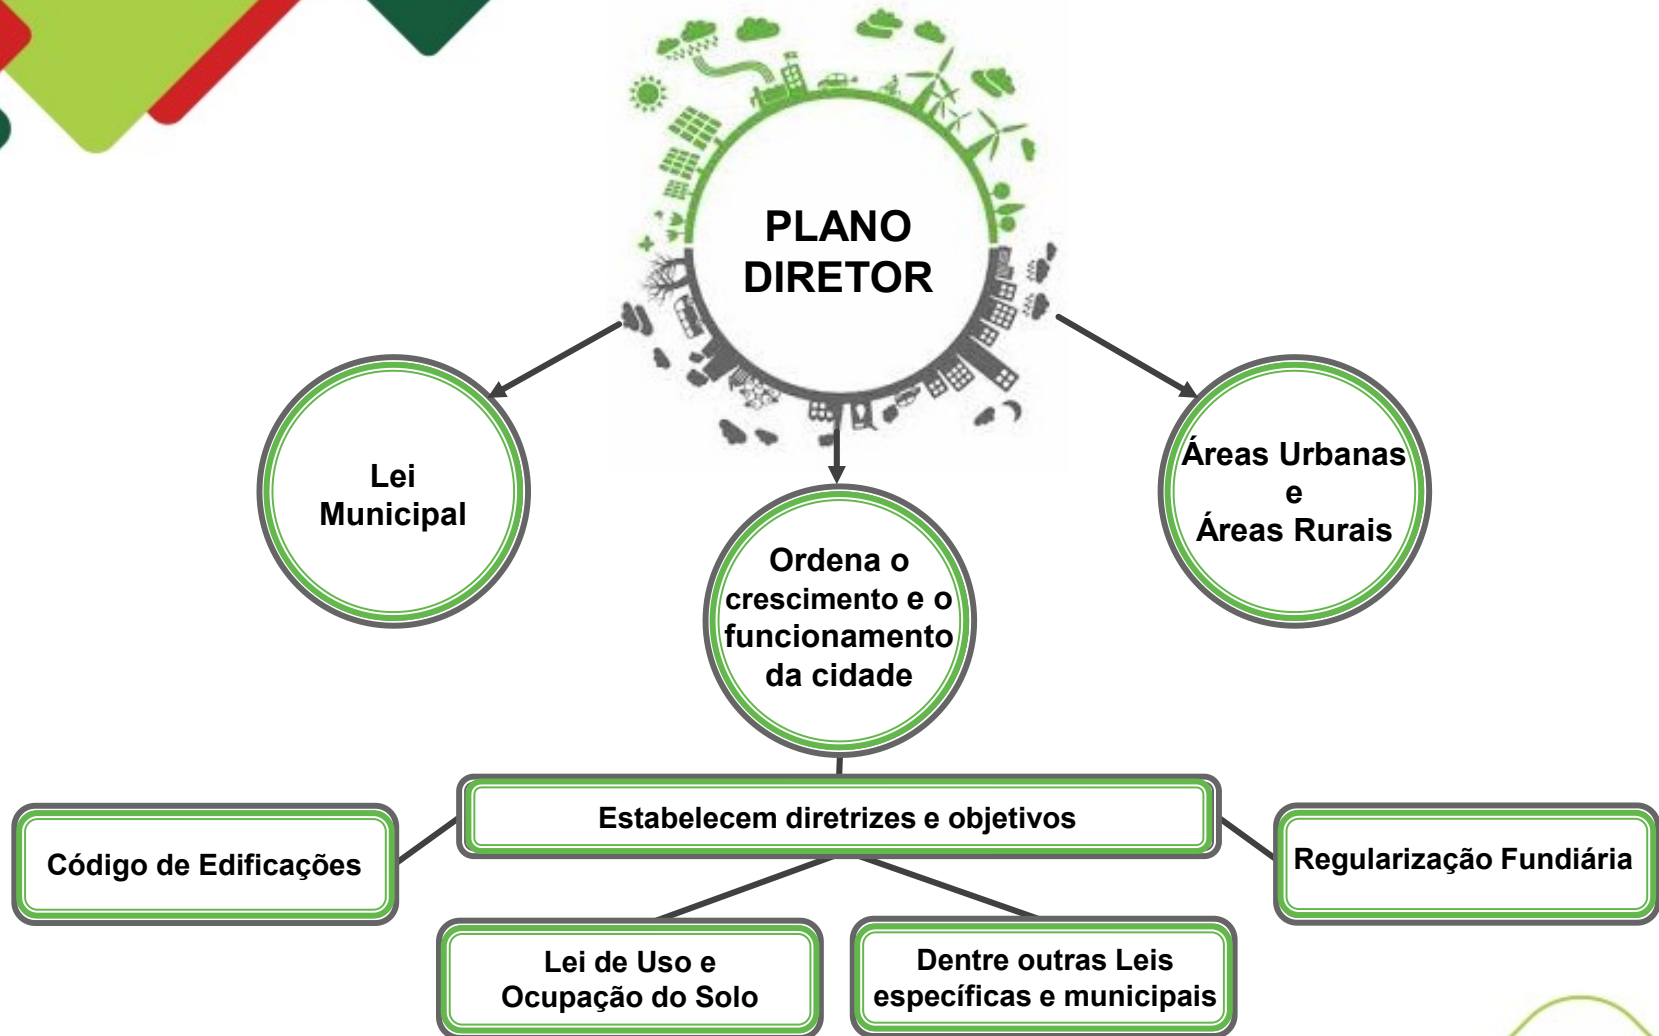 PLANO
DIRETOR
Lei
Municipal
Ordena o
crescimento e o
funcionamento
da cidade
Áreas Urbanas
e
Áreas Rurais
Estabelecem diretrizes e objetivos
Código de Edificações
Lei de Uso e
Ocupação do Solo
Dentre outras Leis
específicas e municipais
Regularização Fundiária